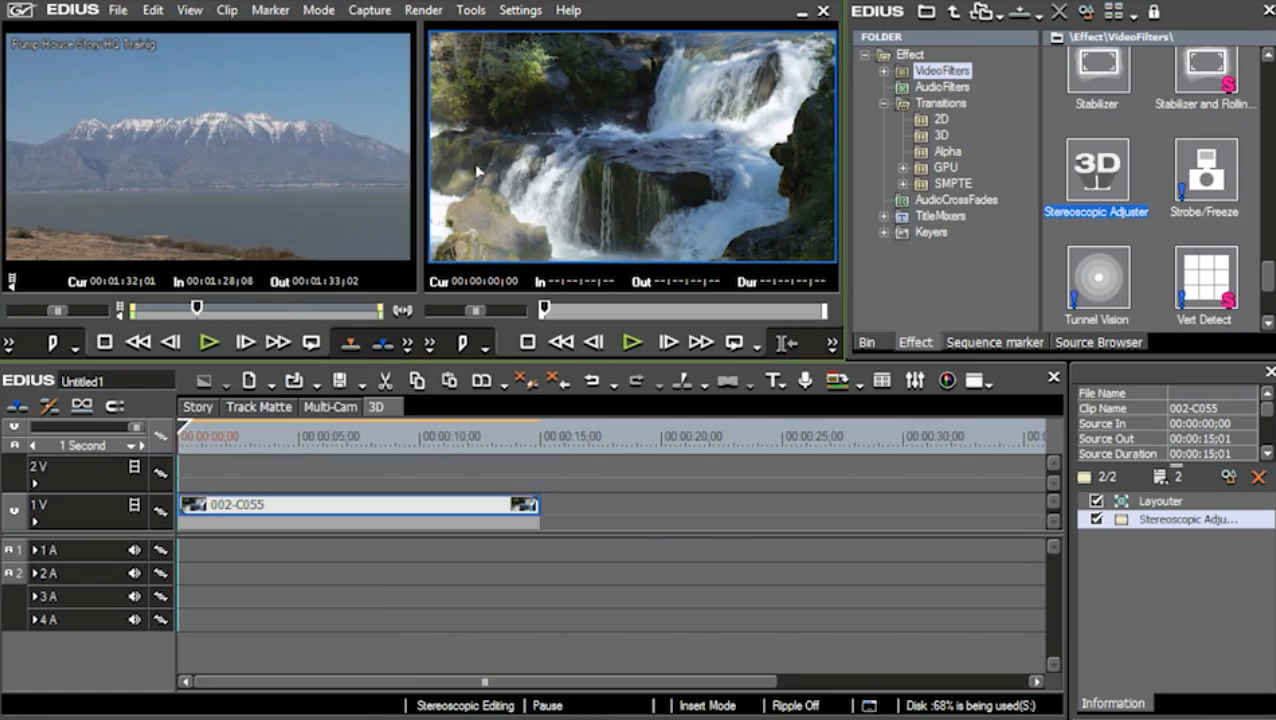 EDIUS File Edit View Clip Marker Mode Capture Render Tools Settings Help
Pump House Story HQ Trainig
Cur 00:01:32;01 In 00:01:28;08 Out 00:01:33;02
Cur 00:00:00;00 In --:--:--:-- Out --:--:--:-- Dur --:--:--:--
EDIUS
FOLDER
Effect
VideoFilters
AudioFilters
Transitions
2D
3D
Alpha
GPU
SMPTE
AudioCrossFades
TitleMixers
Keyers
\Effect\VideoFilters\
Stabilizer
Stabilizer and Rollin...
3D
Stereoscopic Adjuster
Strobe/Freeze
Tunnel Vision
Vert Detect
Bin Effect Sequence marker Source Browser
EDIUS Untitled1
Story Track Matte Multi-Cam 3D
1 Second
00:00:00;00 00:00:05;00 00:00:10;00 00:00:15;00 00:00:20;00 00:00:25;00 00:00:30;00 00:0
2 V
1 V
002-C055
A 1 1 A
A 2 2 A
3 A
4 A
Stereoscopic Editing Pause Insert Mode Ripple Off Disk :68% is being used(S:)
File Name
Clip Name 002-C055
Source In 00:00:00;00
Source Out 00:00:15;01
Source Duration 00:00:15;01
2/2 2
Layouter
Stereoscopic Adju...
Information